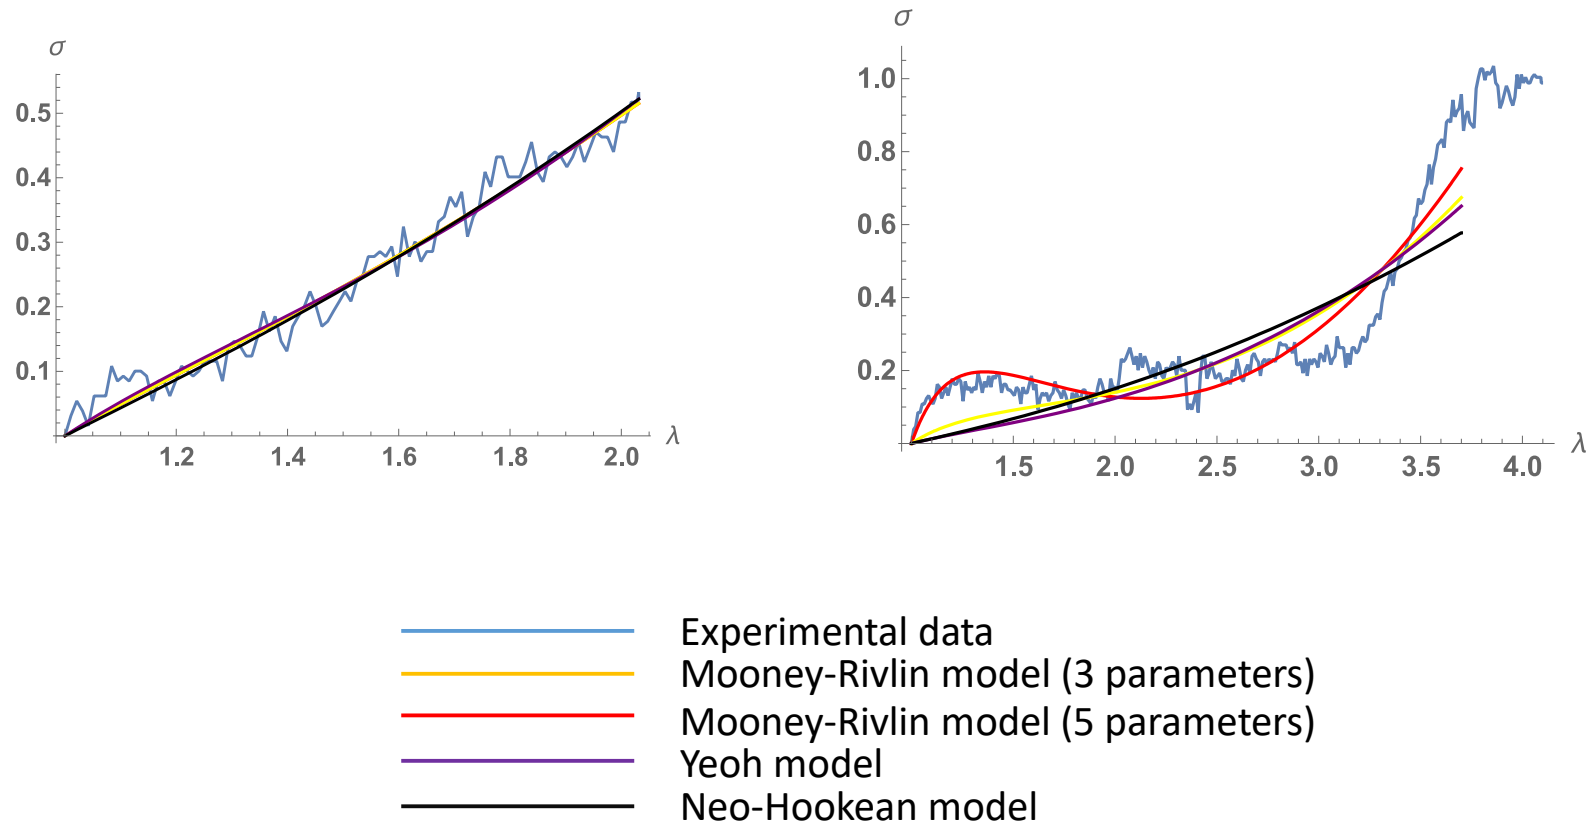 σ
0.5
0.4
0.3
0.2
0.1
1.2 1.4 1.6 1.8 2.0 λ
σ
1.0
0.8
0.6
0.4
0.2
1.5 2.0 2.5 3.0 3.5 4.0 λ
Experimental data
Mooney-Rivlin model (3 parameters)
Mooney-Rivlin model (5 parameters)
Yeoh model
Neo-Hookean model